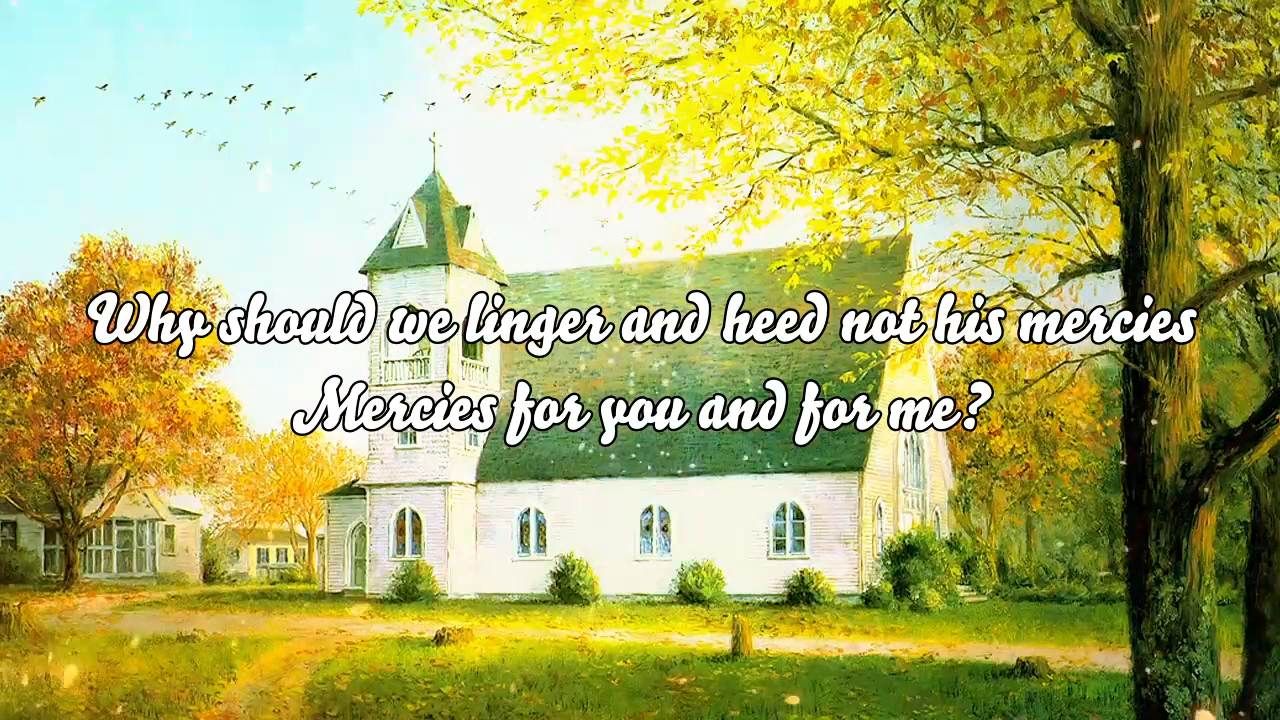 Why should we linger and heed not his mercies
Mercies for you and for me?